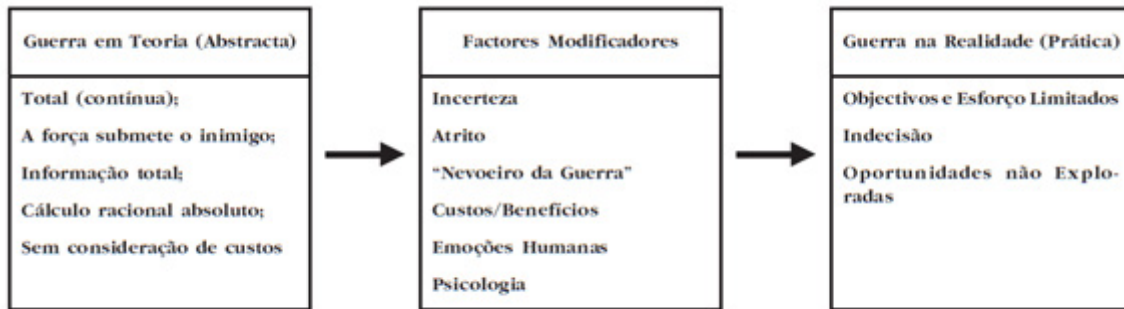 Guerra em Teoria (Abstracta)
Total (contínua);
A força submete o inimigo;
Informação total;
Cálculo racional absoluto;
Sem consideração de custos
Factores Modificadores
Incerteza
Atrito
“Nevoeiro da Guerra”
Custos/Benefícios
Emoções Humanas
Psicologia
Guerra na Realidade (Prática)
Objectivos e Esforço Limitados
Indecisão
Oportunidades não Explo-
radas